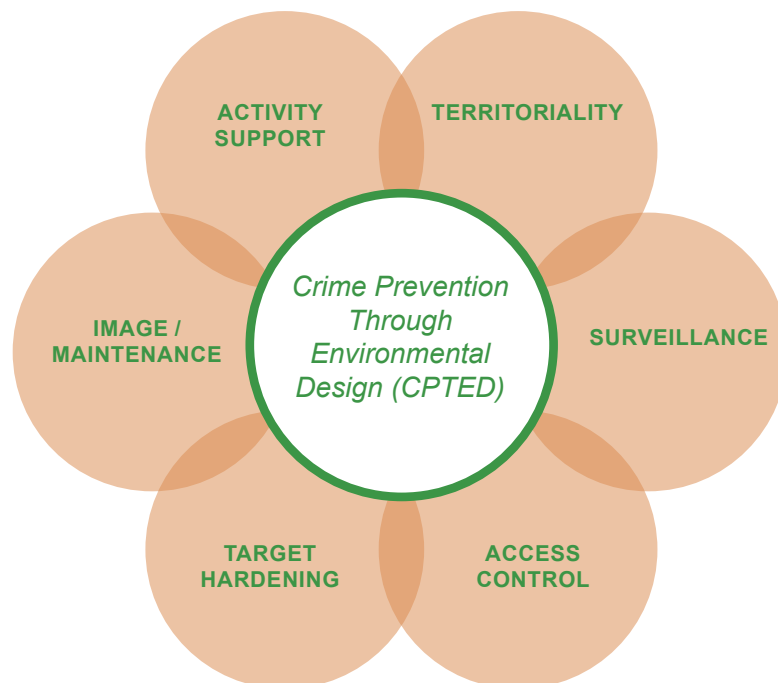 ACTIVITY
SUPPORT
TERRITORIALITY
Crime Prevention
Through
Environmental
Design (CPTED)
IMAGE /
MAINTENANCE
SURVEILLANCE
TARGET
HARDENING
ACCESS
CONTROL